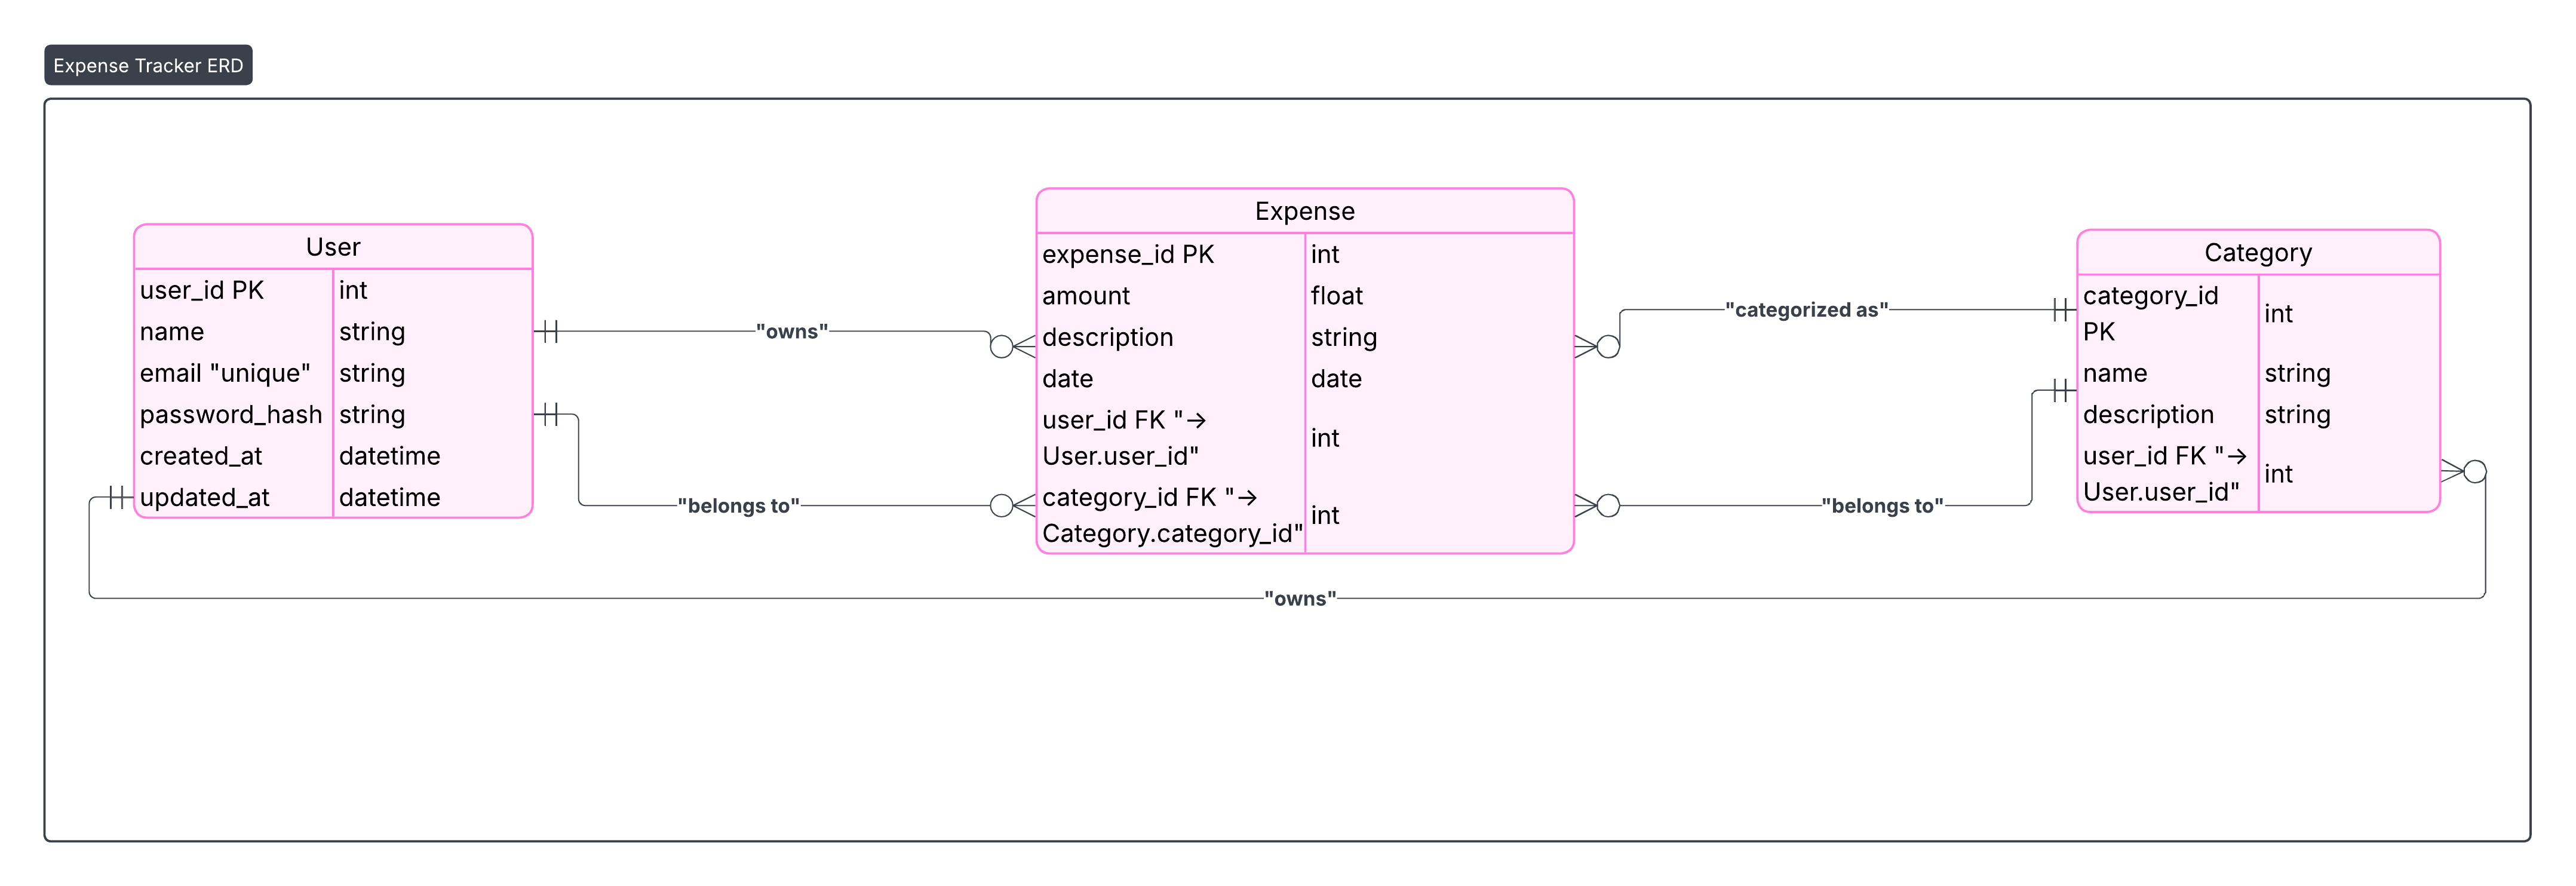 Expense Tracker ERD
User
user_id PK int
name string
email "unique" string
password_hash string
created_at datetime
updated_at datetime
"owns"
"belongs to"
Expense
expense_id PK int
amount float
description string
date date
user_id FK "→
User.user_id"
int
category_id FK "→
Category.category_id"
int
"categorized as"
"belongs to"
Category
category_id
PK
int
name string
description string
user_id FK "→
User.user_id"
int
"owns"